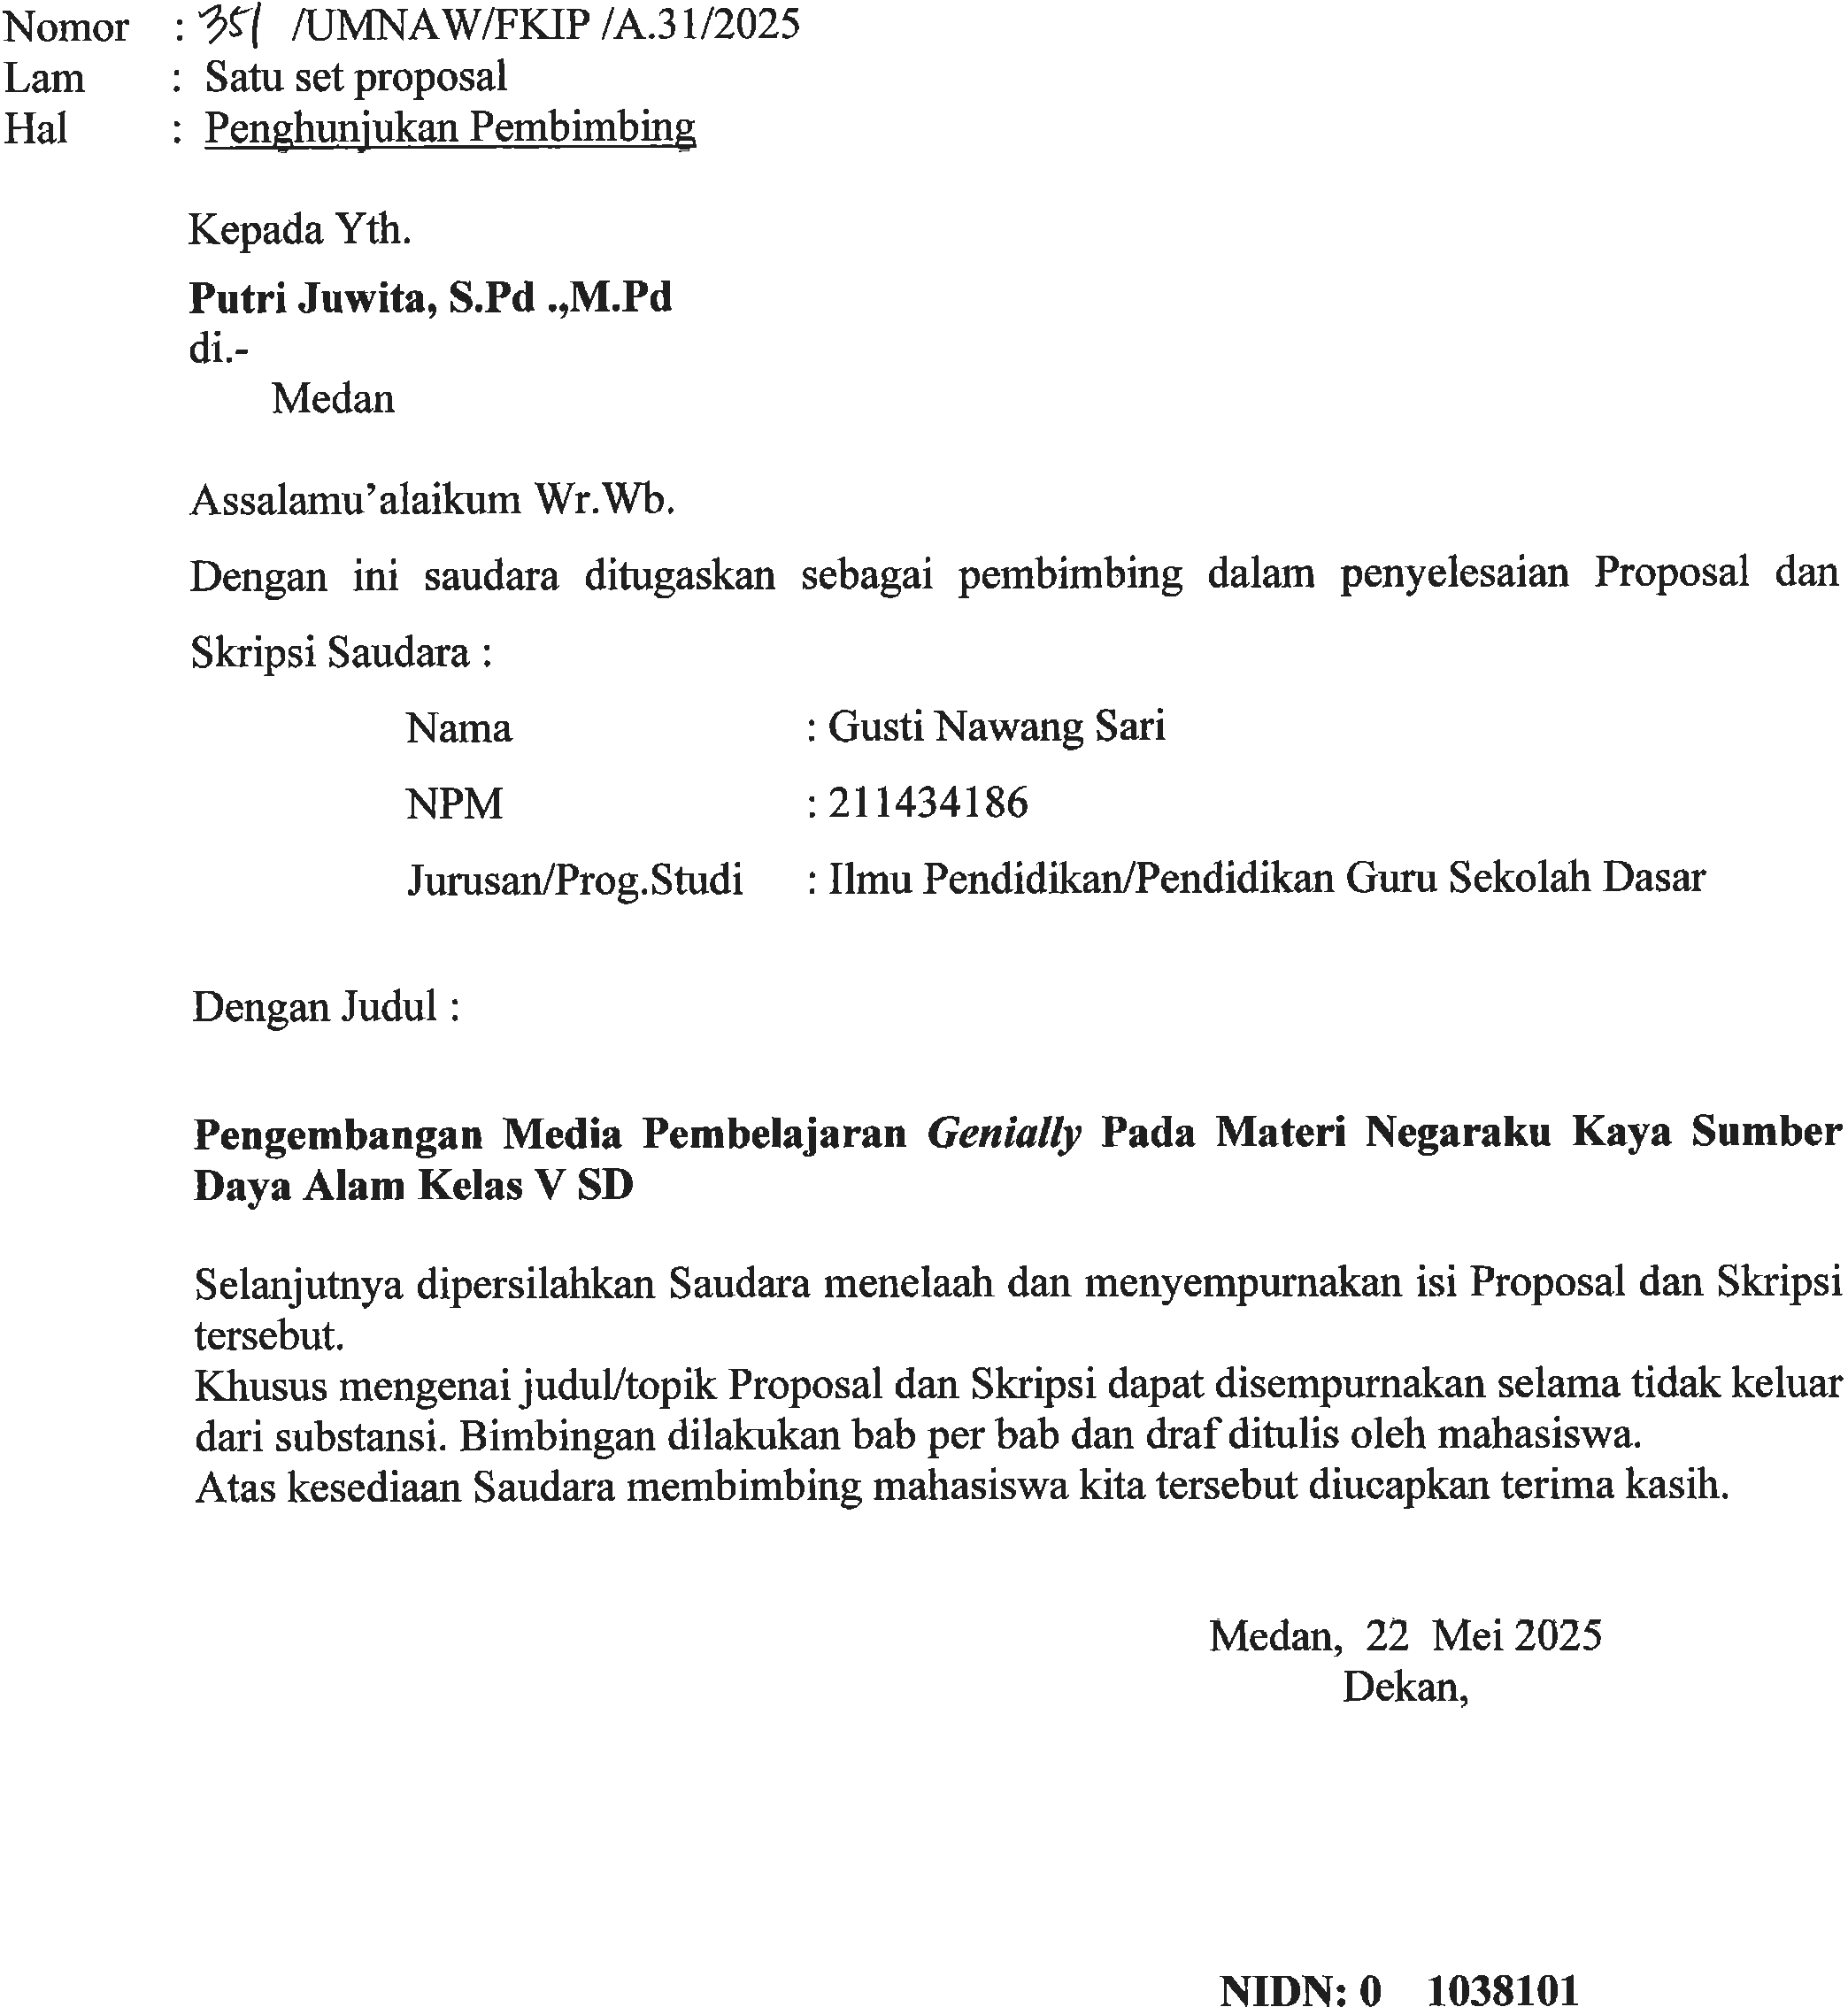 Nomor : 351 /UMNAW/FKIP /A.31/2025
Lam : Satu set proposal
Hal : Penghunjukan Pembimbing
Kepada Yth.
Putri Juwita, S.Pd .,M.Pd
di.-
Medan
Assalamu’alaikum Wr.Wb.
Dengan ini saudara ditugaskan sebagai pembimbing dalam penyelesaian Proposal dan
Skripsi Saudara :
Nama : Gusti Nawang Sari
NPM : 211434186
Jurusan/Prog.Studi : Ilmu Pendidikan/Pendidikan Guru Sekolah Dasar
Dengan Judul :
Pengembangan Media Pembelajaran Genially Pada Materi Negaraku Kaya Sumber
Daya Alam Kelas V SD
Selanjutnya dipersilahkan Saudara menelaah dan menyempurnakan isi Proposal dan Skripsi
tersebut.
Khusus mengenai judul/topik Proposal dan Skripsi dapat disempurnakan selama tidak keluar
dari substansi. Bimbingan dilakukan bab per bab dan draf ditulis oleh mahasiswa.
Atas kesediaan Saudara membimbing mahasiswa kita tersebut diucapkan terima kasih.
Medan, 22 Mei 2025
Dekan,
NIDN: 0 1038101